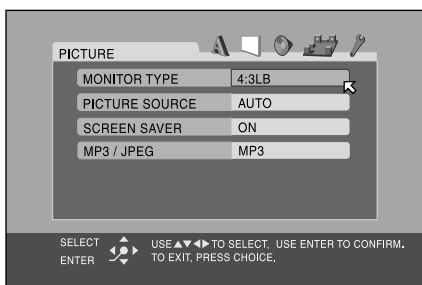 PICTURE
MONITOR TYPE 4:3LB
PICTURE SOURCE AUTO
SCREEN SAVER ON
MP3 / JPEG MP3
SELECT
ENTER
USE▲▼◀▶TO SELECT, USE ENTER TO CONFIRM.
TO EXIT, PRESS CHOICE.